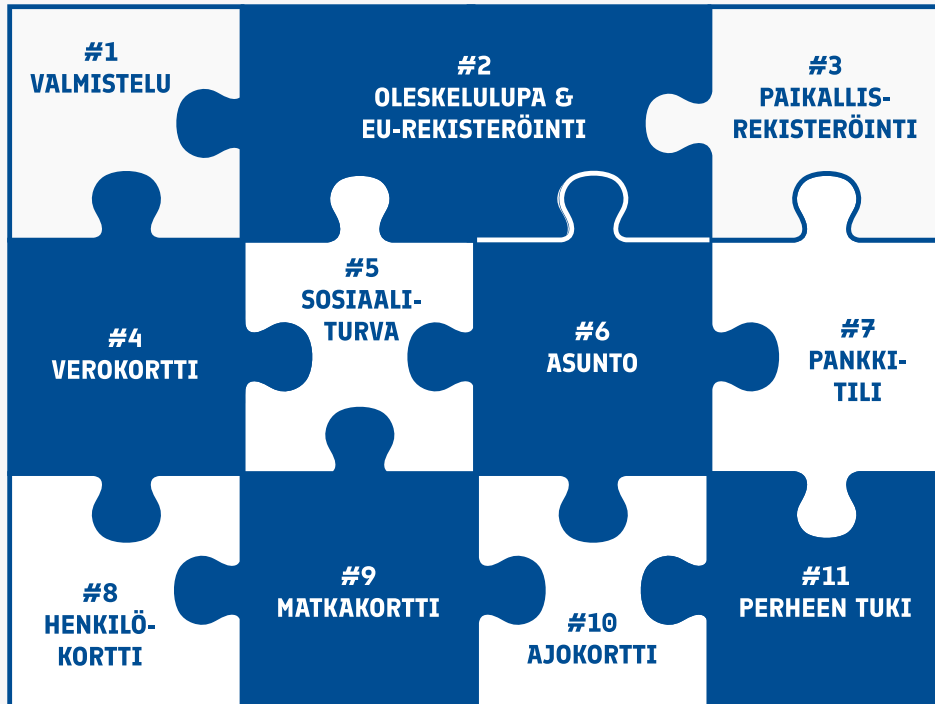 #1
VALMISTELU
#2
OLESKELULUPA &
EU-REKISTERÖINTI
#3
PAIKALLIS-
REKISTERÖINTI
#4
VEROKORTTI
#5
SOSIAALI-
TURVA
#6
ASUNTO
#7
PANKKI-
TILI
#8
HENKILÖ-
KORTTI
#9
MATKAKORTTI
#10
AJOKORTTI
#11
PERHEEN TUKI